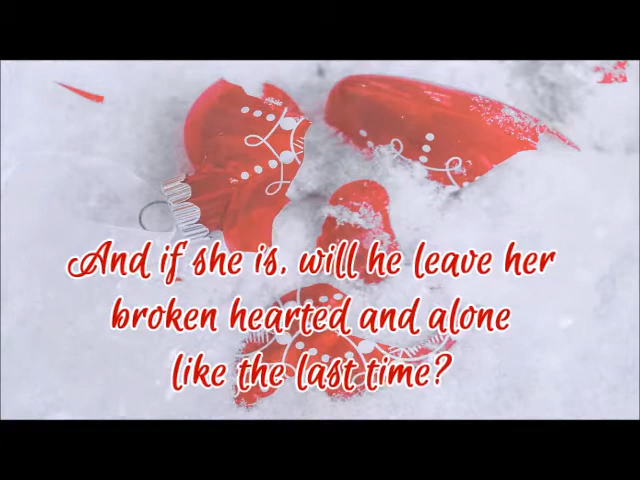 And if she is, will he leave her
broken hearted and alone
like the last time?